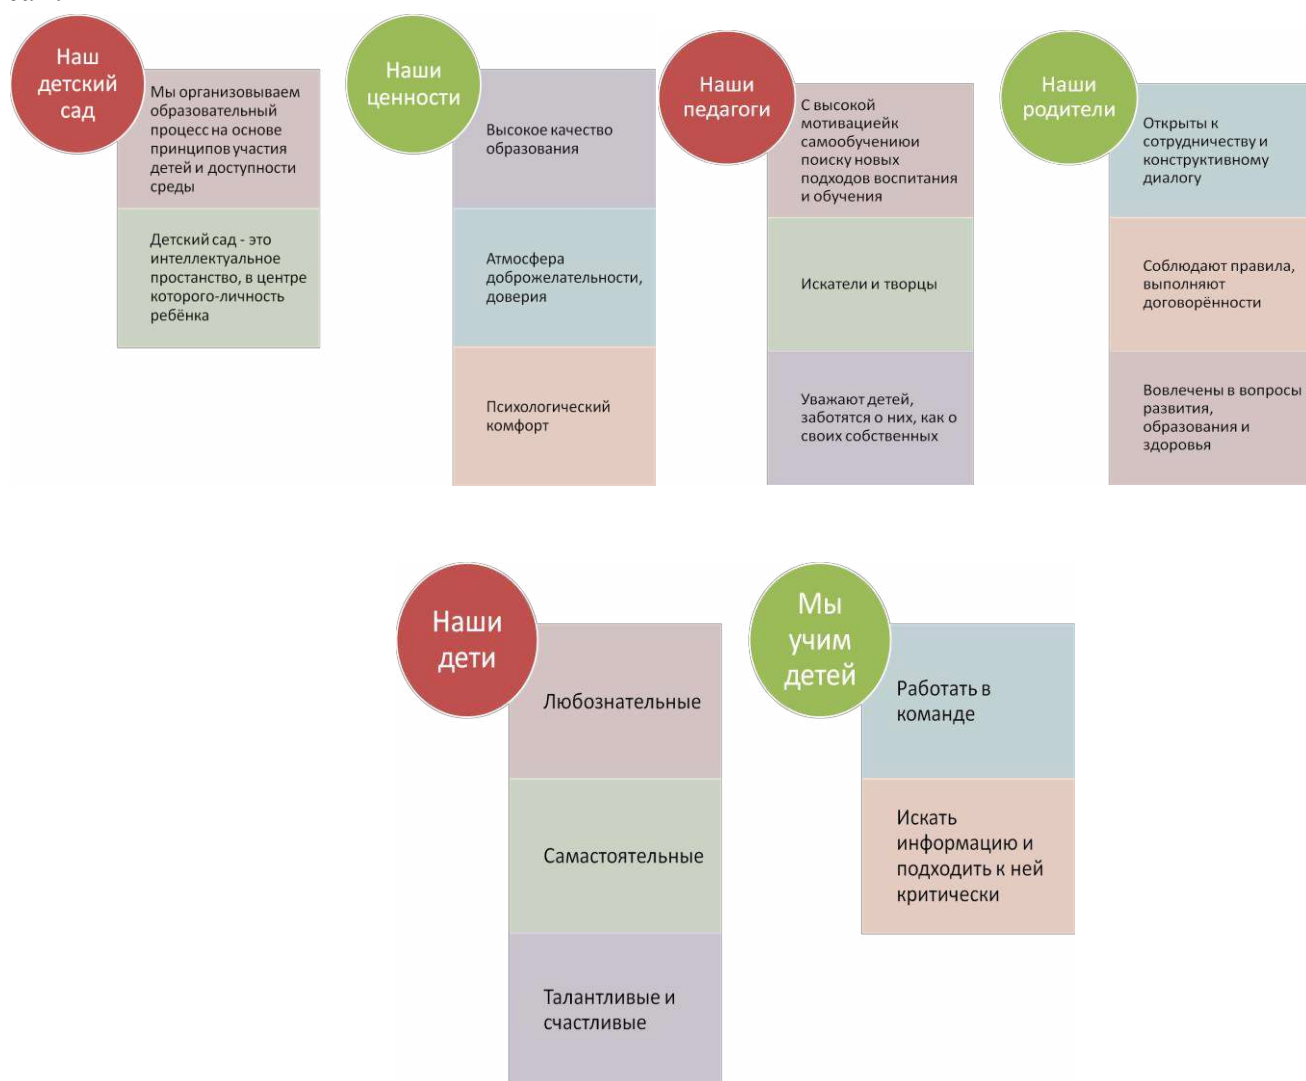 Наш
детский
сад
Мы организовываем
образовательный
процесс на основе
принципов участия
детей и доступности
среды
Детский сад - это
интеллектуальное
простанство, в центре
которого-личность
ребёнка
Наши
ценности
Высокое качество
образования
Атмосфера
доброжелательности,
доверия
Психологический
комфорт
Наши
педагоги
С высокой
мотивациейк
самообучениюи
поиску новых
подходов воспитания
и обучения
Искатели и творцы
Уважают детей,
заботятся о них, как о
своих собственных
Наши
родители
Открыты к
сотрудничеству и
конструктивному
диалогу
Соблюдают правила,
выполняют
договорённости
Вовлечены в вопросы
развития,
образования и
здоровья
Наши
дети
Любознательные
Самастоятельные
Талантливые и
счастливые
Мы
учим
детей
Работать в
команде
Искать
информацию и
подходить к ней
критически